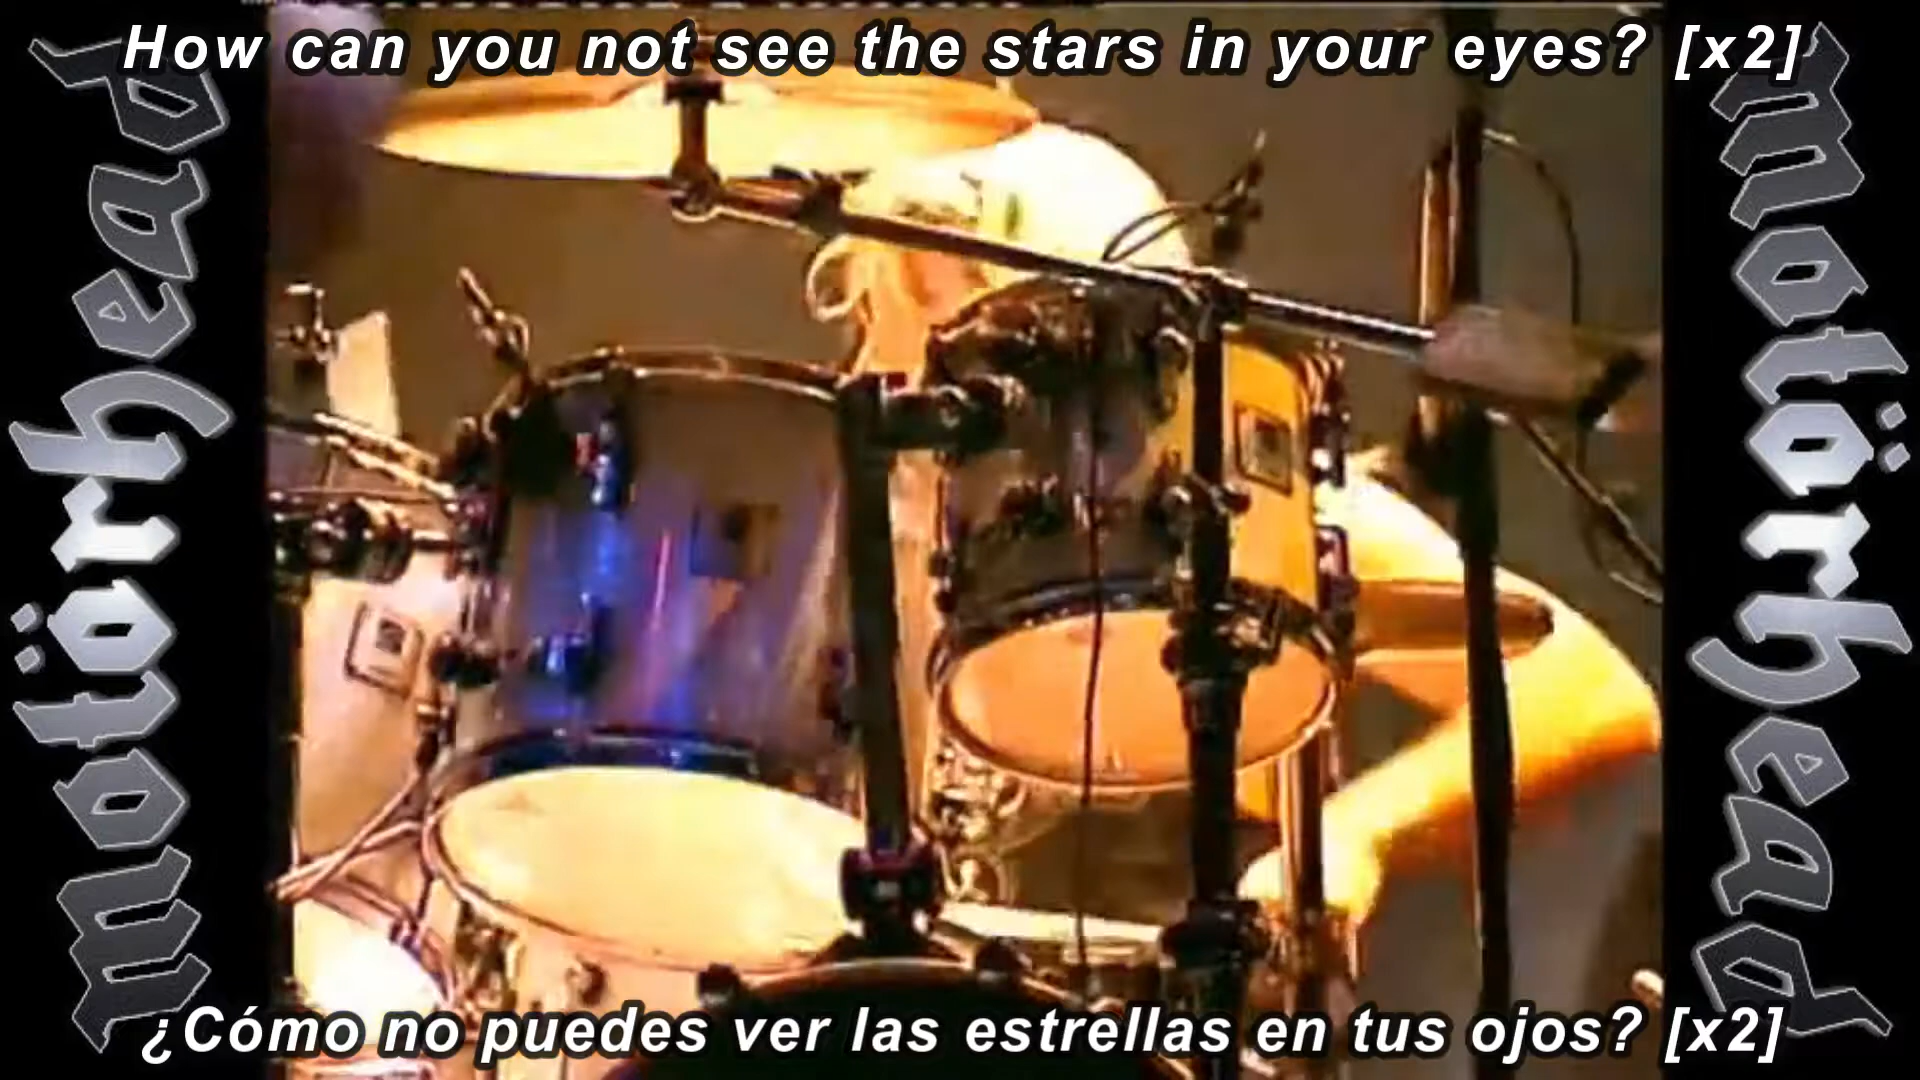 How can you not see the stars in your eyes? [x2]
motörhead
motörhead
¿Cómo no puedes ver las estrellas en tus ojos? [x2]